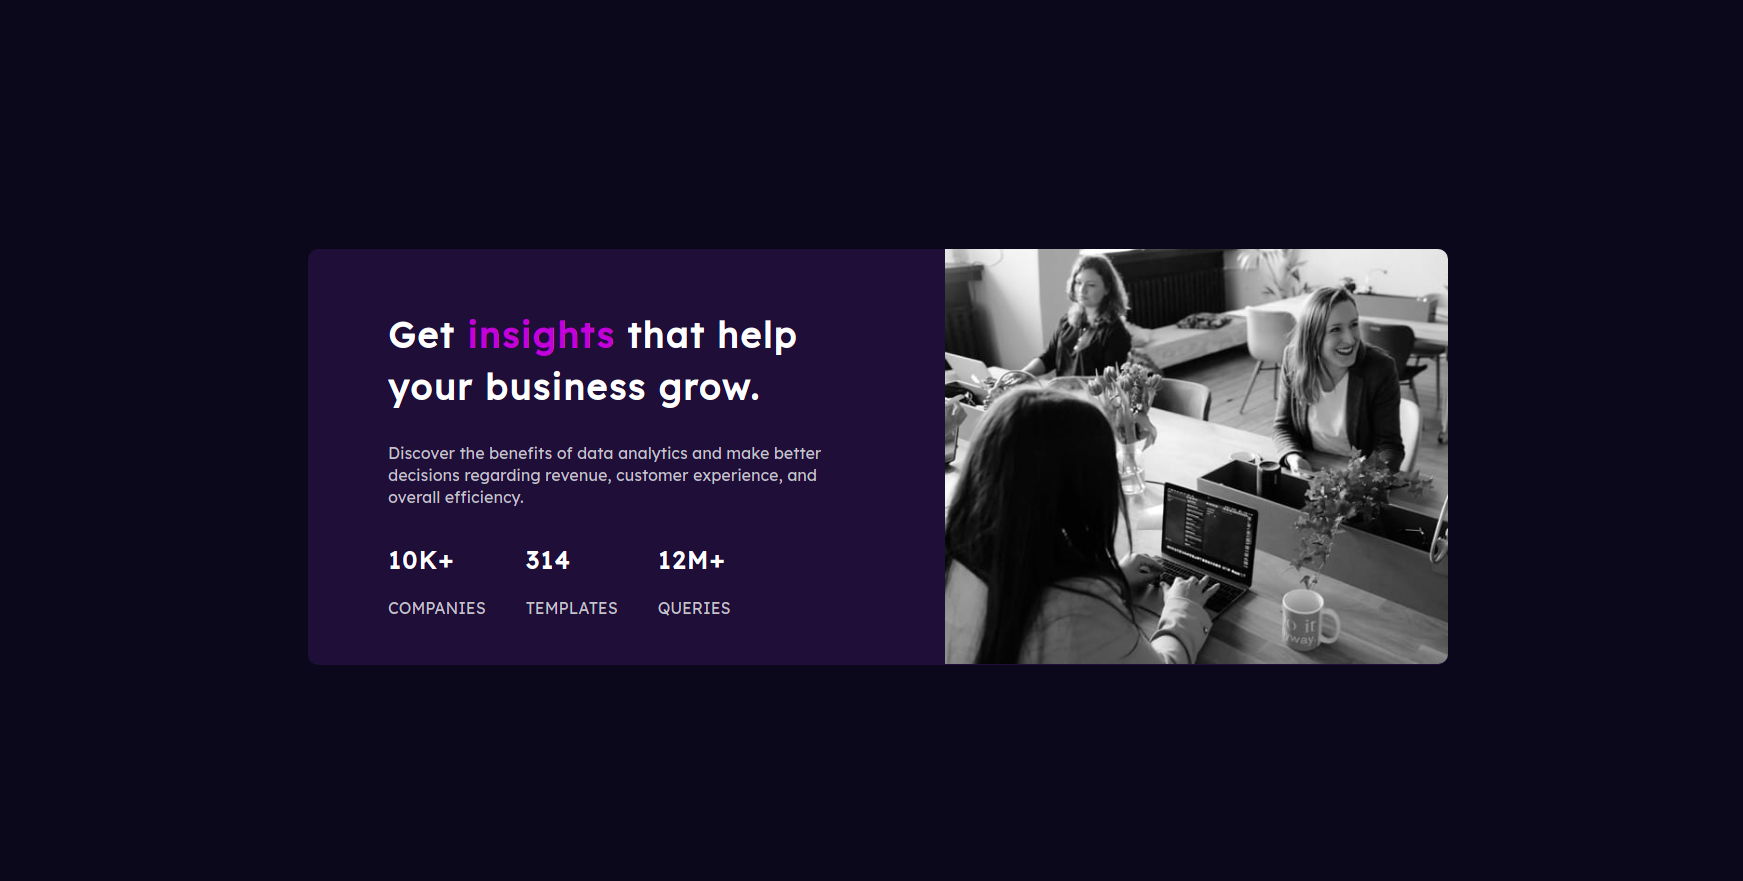 Get insights that help
your business grow.
Discover the benefits of data analytics and make better
decisions regarding revenue, customer experience, and
overall efficiency.
10K+ 314 12M+
COMPANIES TEMPLATES QUERIES